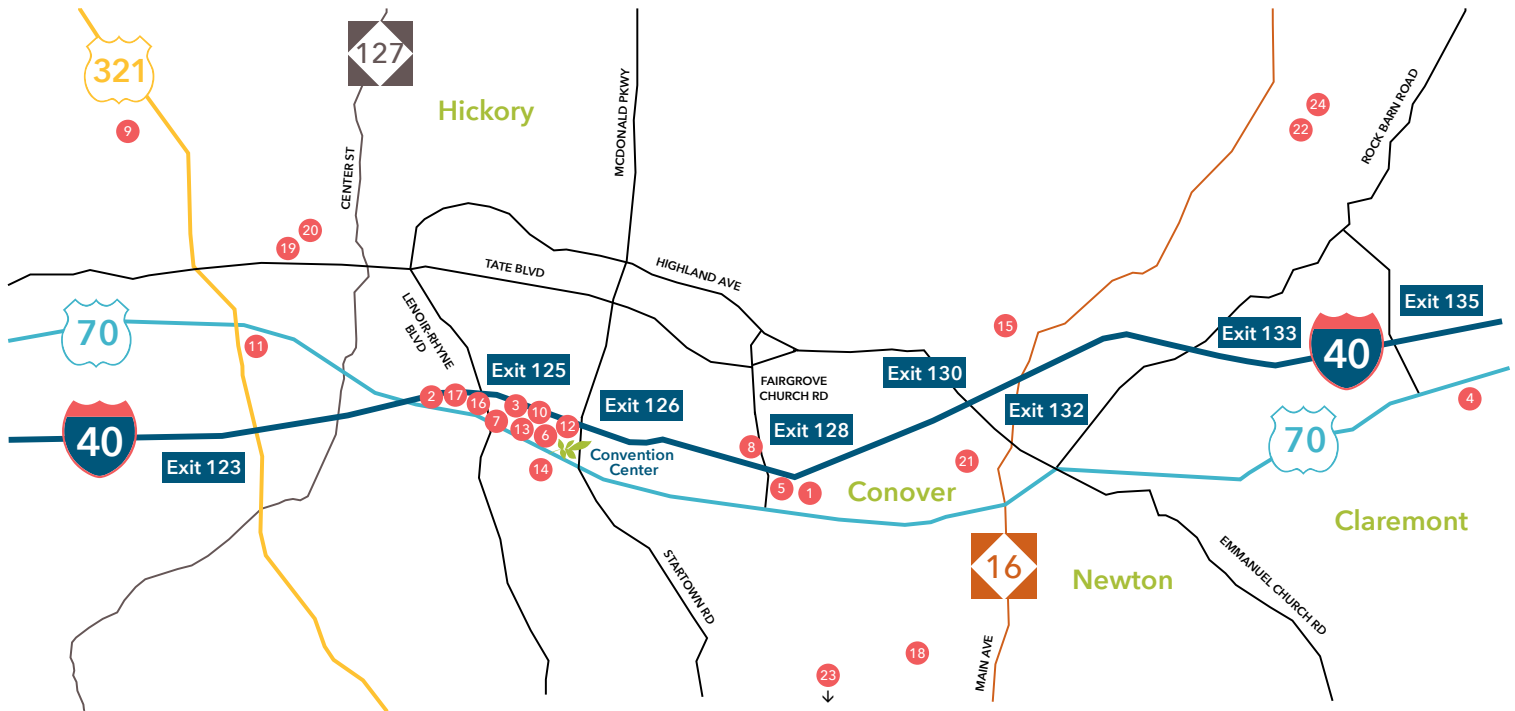 321
127
Hickory
9
24
22
MCDONALD PKWY
ROCK BARN ROAD
CENTER ST
20
19
TATE BLVD
HIGHLAND AVE
70
11
LENOIR-RHYNE
BLVD
15
Exit 135
Exit 133
40
Exit 125
Exit 130
FAIRGROVE
CHURCH RD
2
17
16
3
10
7
13
6
12
Exit 126
Exit 132
4
Exit 128
40
Exit 123
8
70
Convention
Center
14
21
5
1
Conover
Claremont
16
Newton
STARTOWN RD
EMMANUEL CHURCH RD
18
MAIN AVE
23